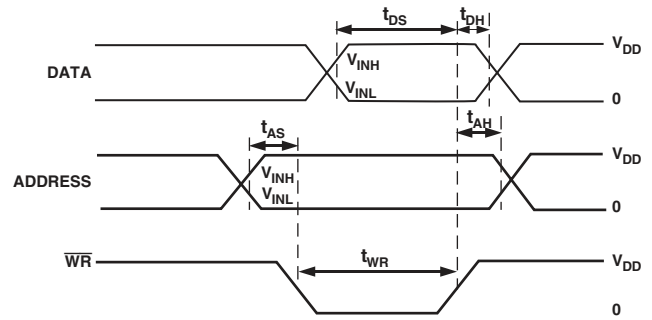 tDS tDH
VDD
DATA VINH
VINL
0
tAS tAH
VDD
ADDRESS VINH
VINL
0
WR tWR VDD
0